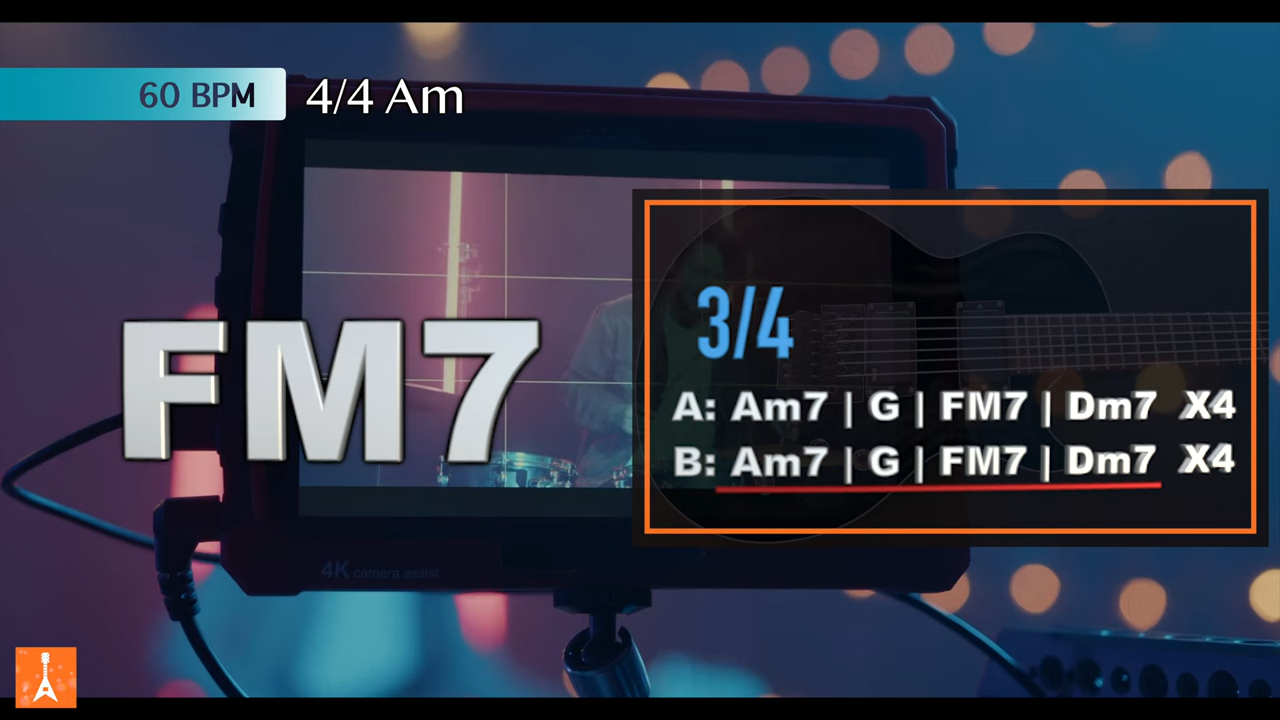 60 BPM 4/4 Am
FM7
3/4
A: Am7 | G | FM7 | Dm7 X4
B: Am7 | G | FM7 | Dm7 X4
4K camera assist